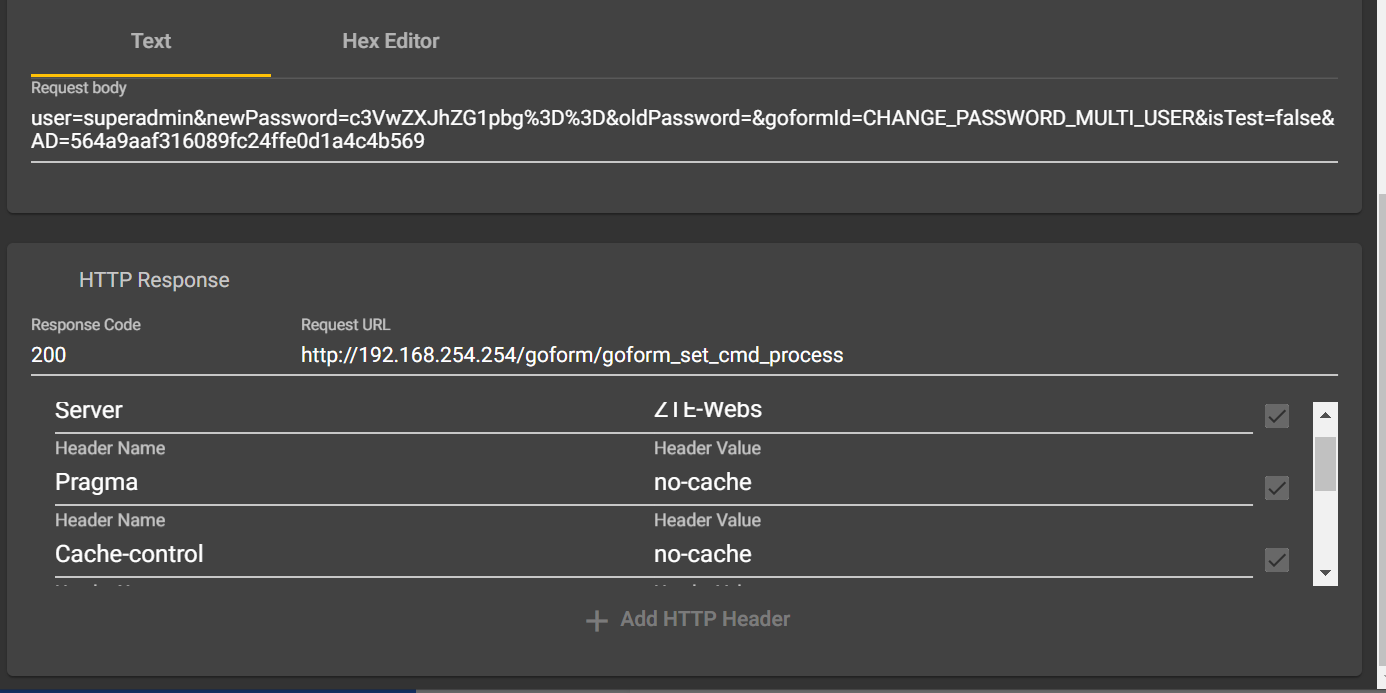 Text Hex Editor
Request body
user=superadmin&newPassword=c3VwZXJhZG1pbg%3D%3D&oldPassword=&goformId=CHANGE_PASSWORD_MULTI_USER&isTest=false&
AD=564a9aaf316089fc24ffe0d1a4c4b569
HTTP Response
Response Code Request URL
200 http://192.168.254.254/goform/goform_set_cmd_process
Server ZTE-Webs
Header Name Header Value
Pragma no-cache
Header Name Header Value
Cache-control no-cache
Add HTTP Header